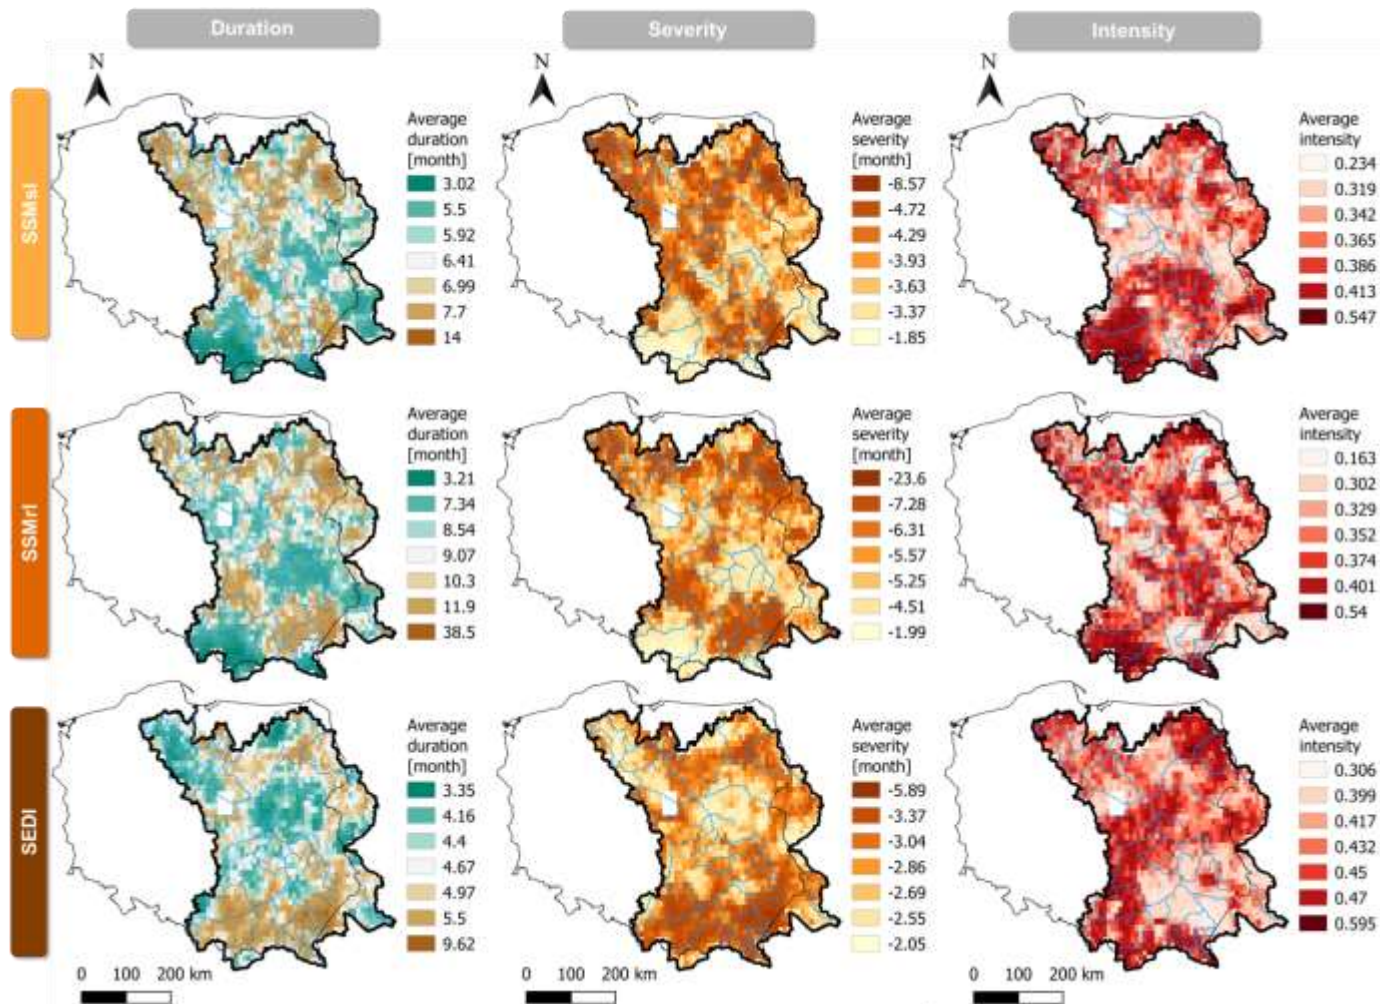 Duration
Severity
Intensity
SSMsl
N
Average
duration
[month]
3.02
5.5
5.92
6.41
6.99
7.7
14
N
Average
severity
[month]
-8.57
-4.72
-4.29
-3.93
-3.63
-3.37
-1.85
N
Average
intensity
0.234
0.319
0.342
0.365
0.386
0.413
0.547
SSMrl
Average
duration
[month]
3.21
7.34
8.54
9.07
10.3
11.9
38.5
Average
severity
[month]
-23.6
-7.28
-6.31
-5.57
-5.25
-4.51
-1.99
Average
intensity
0.163
0.302
0.329
0.352
0.374
0.401
0.54
SEDI
Average
duration
[month]
3.35
4.16
4.4
4.67
4.97
5.5
9.62
Average
severity
[month]
-5.89
-3.37
-3.04
-2.86
-2.69
-2.55
-2.05
Average
intensity
0.306
0.399
0.417
0.432
0.45
0.47
0.595
0 100 200 km
0 100 200 km
0 100 200 km